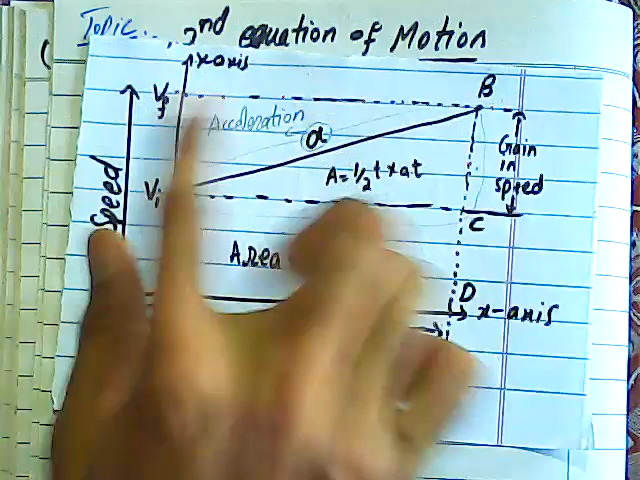 Topic... 2nd equation of Motion
x axis
Vf
B
Acceleration
a
Gain in speed
A = 1/2 t x at
Vi
C
Speed
Area
D
x-axis